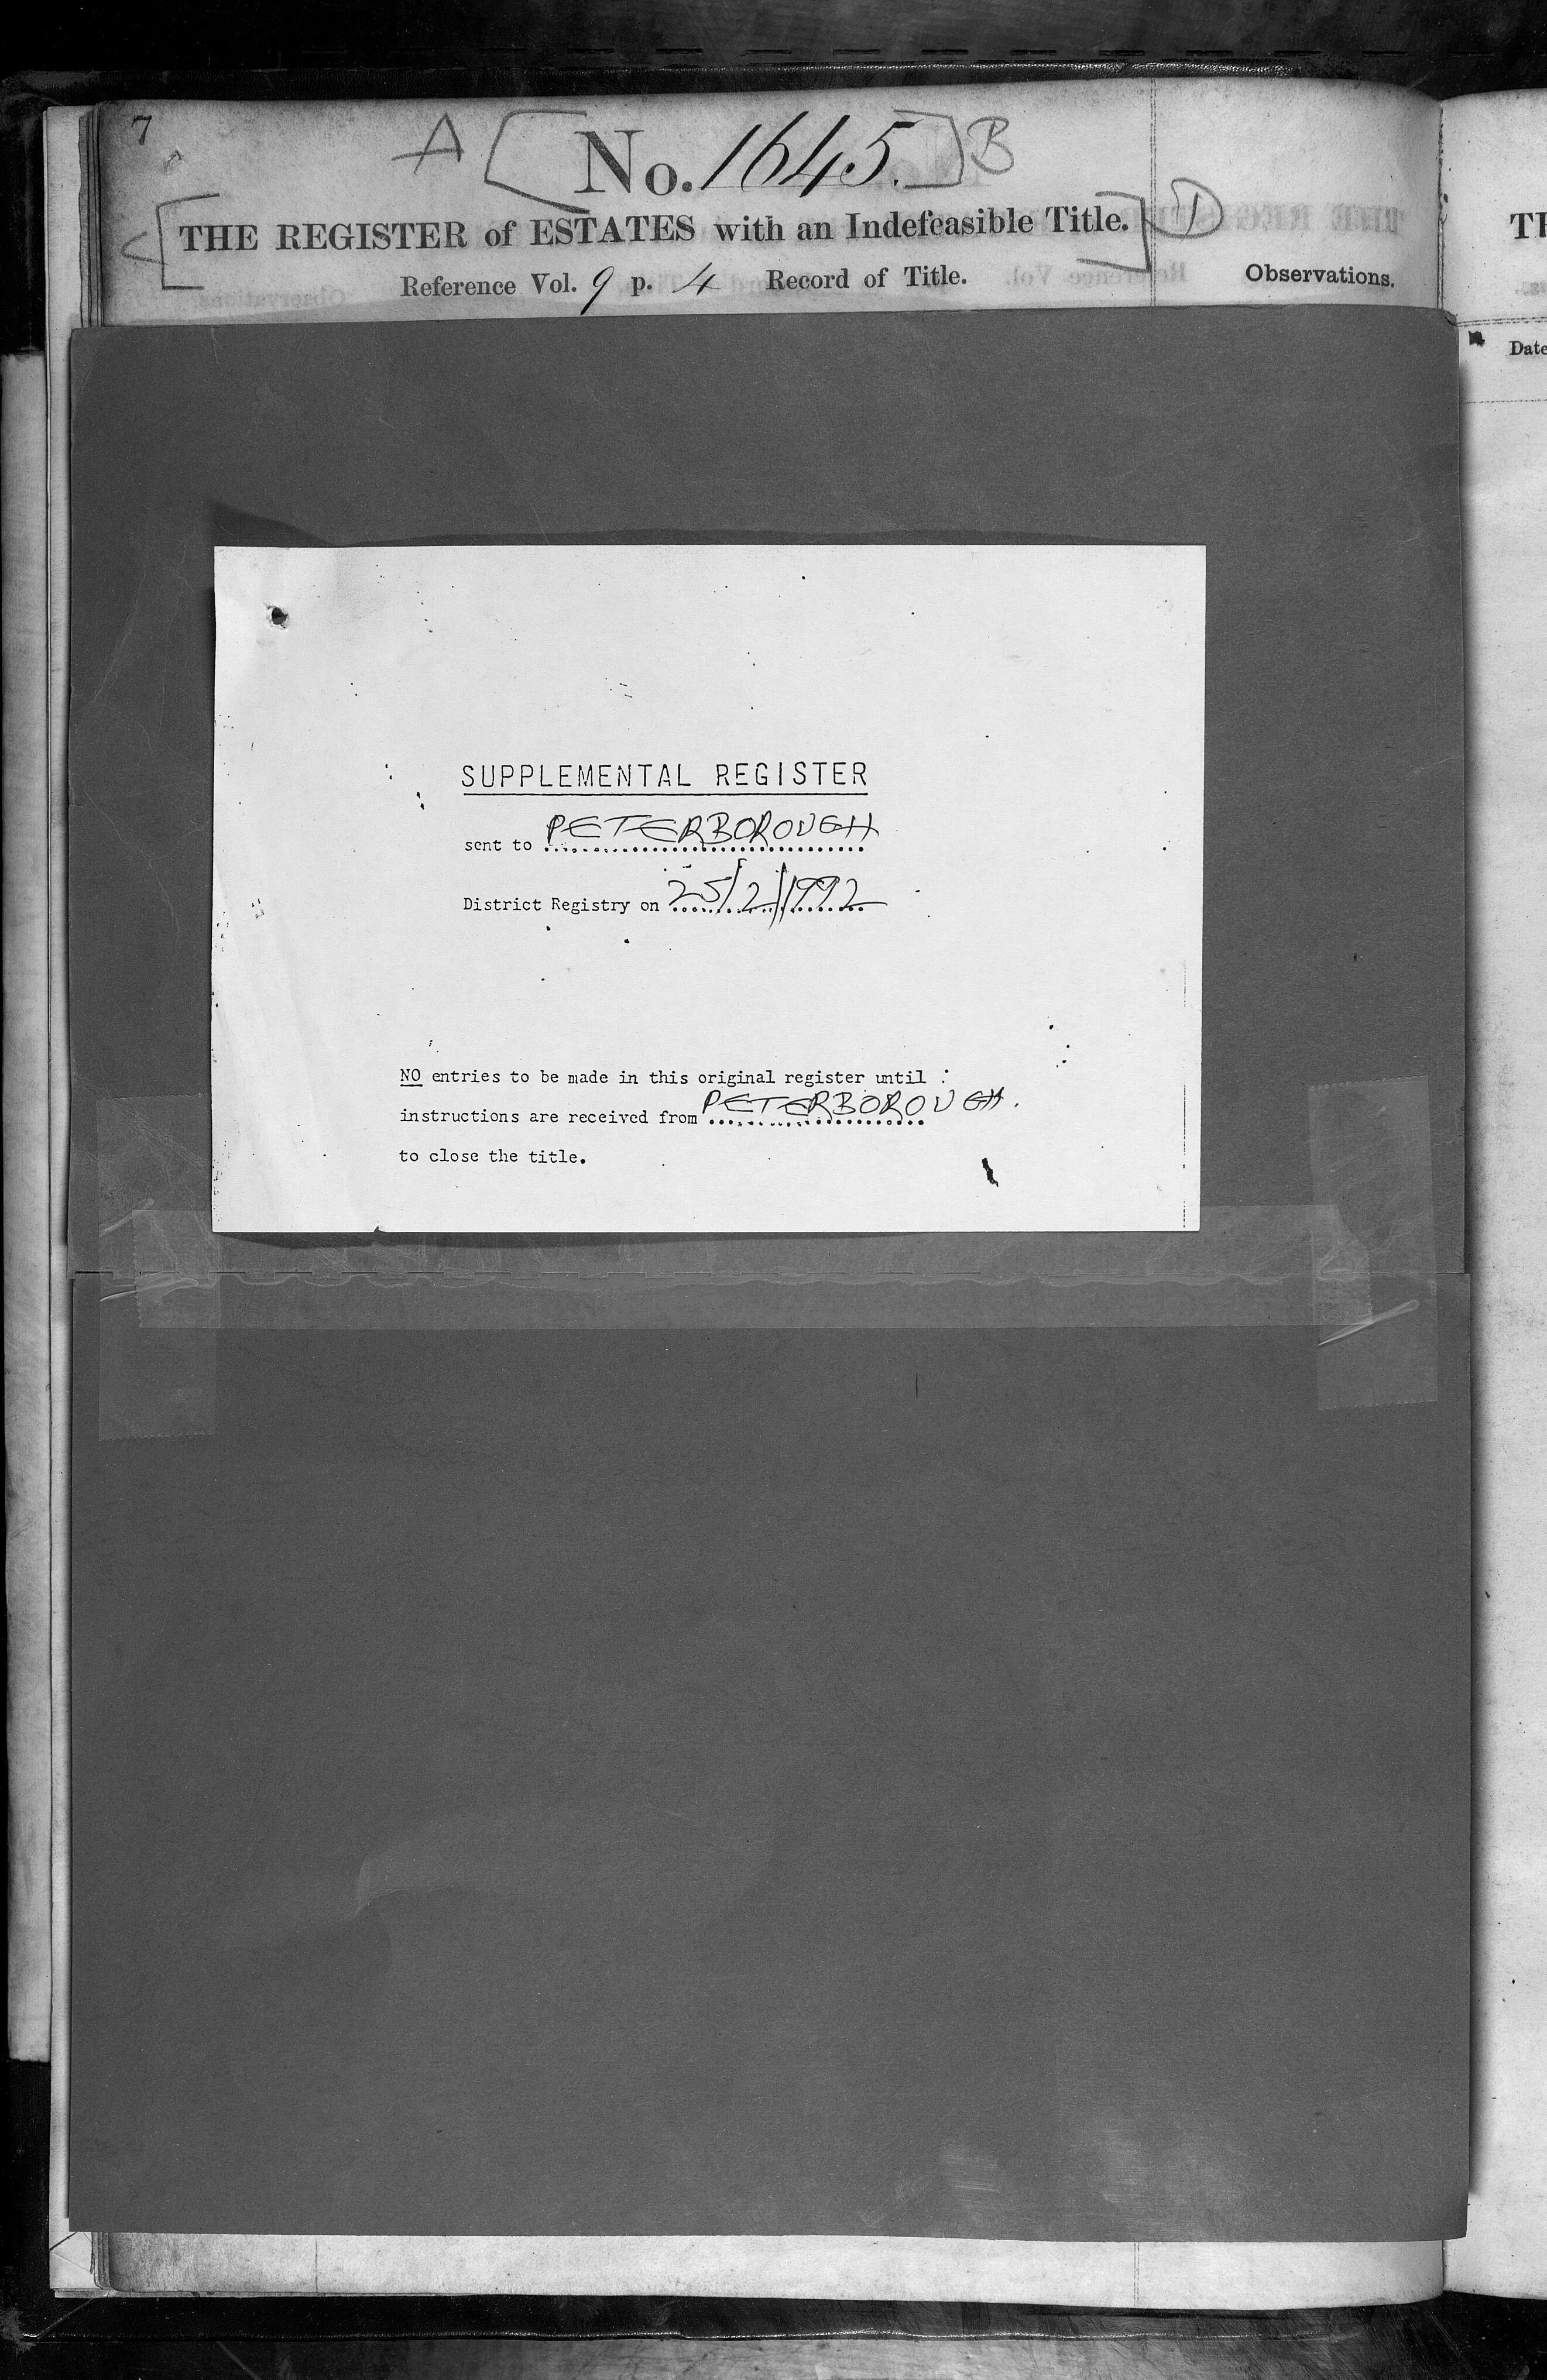 7
A [No. 1645.] B
[THE REGISTER of ESTATES with an Indefeasible Title.] D
Reference Vol. 9 p. 4 Record of Title.
Observations.
Date
SUPPLEMENTAL REGISTER
sent to PETERBOROUGH
District Registry on 25/2/1992
NO entries to be made in this original register until
instructions are received from PETERBOROUGH.
to close the title.